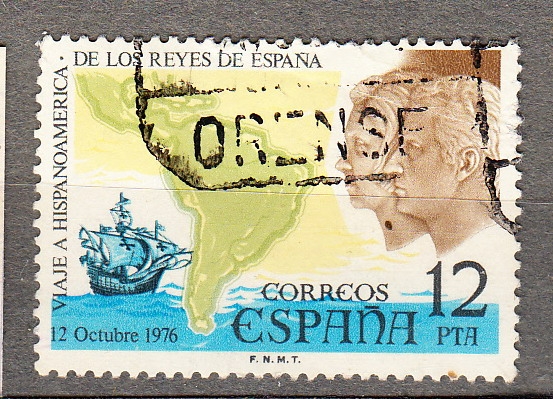 VIAJE A HISPANOAMERICA · DE LOS REYES DE ESPAÑA
ORENSE
CORREOS
ESPAÑA
12
PTA
12 Octubre 1976
F.N.M.T.